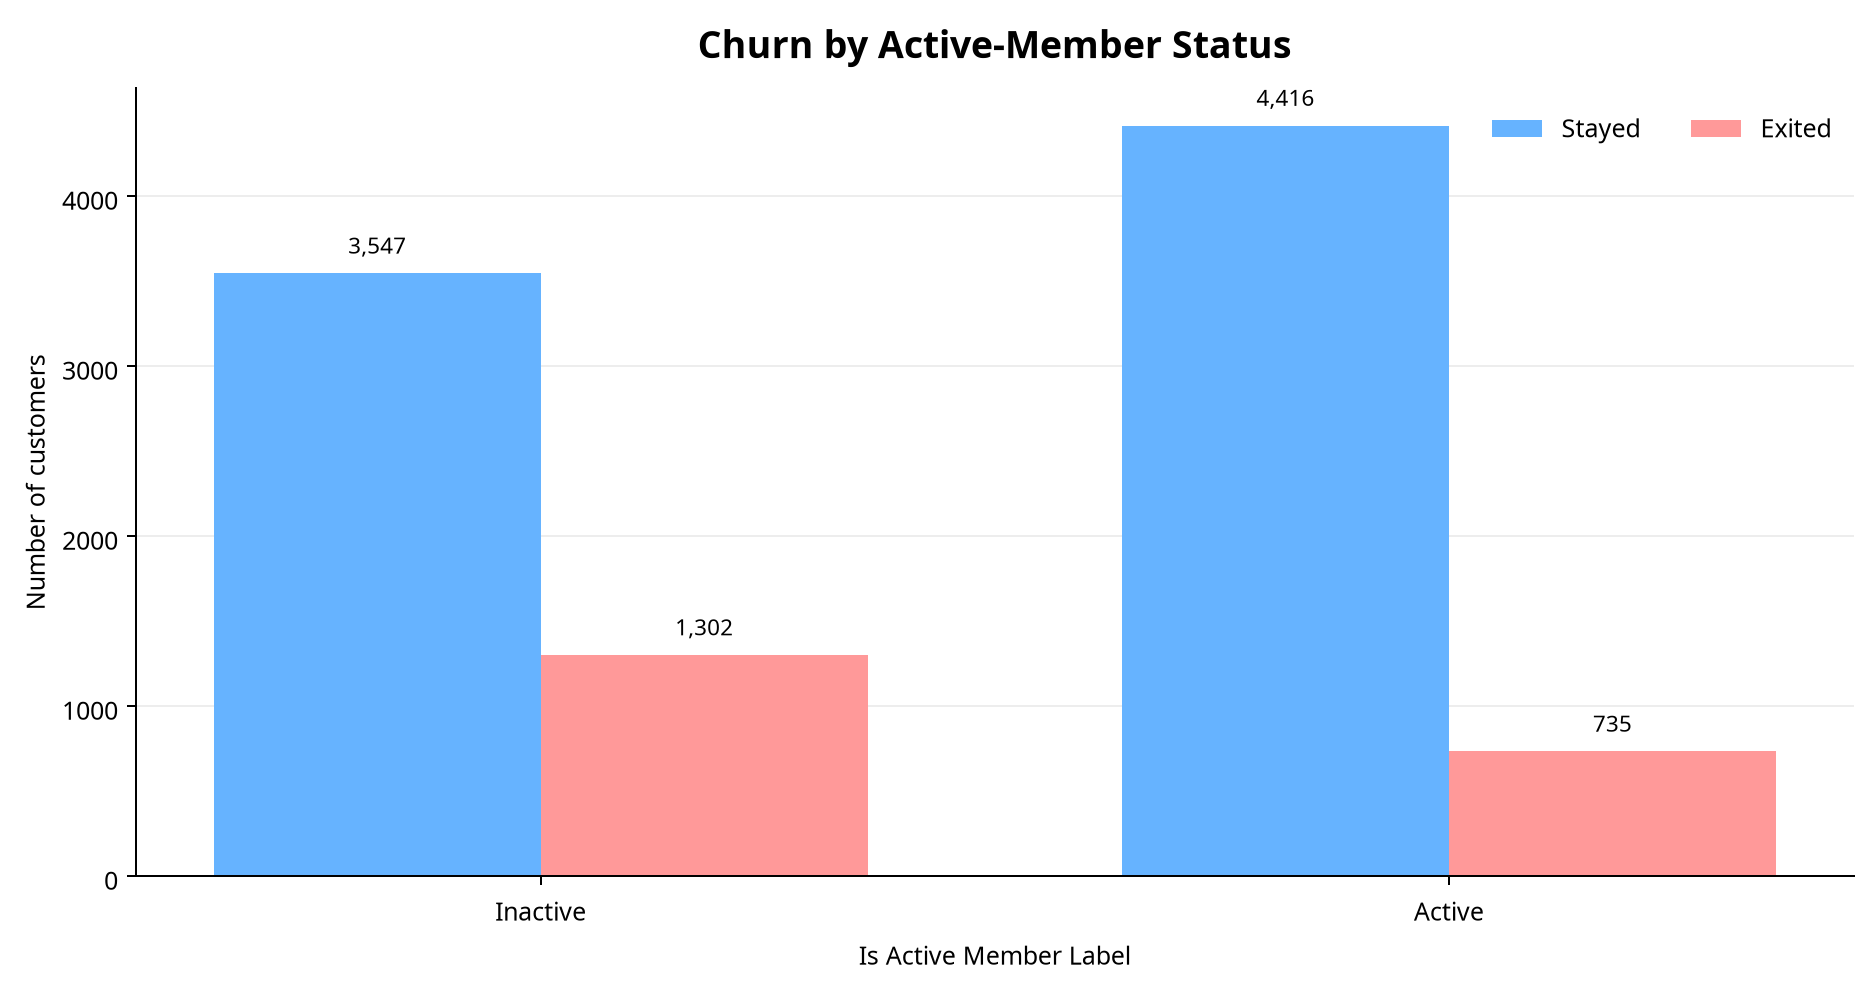 Churn by Active-Member Status
4,416
Stayed
Exited
4000
3,547
3000
Number of customers
2000
1,302
1000
735
0
Inactive
Active
Is Active Member Label